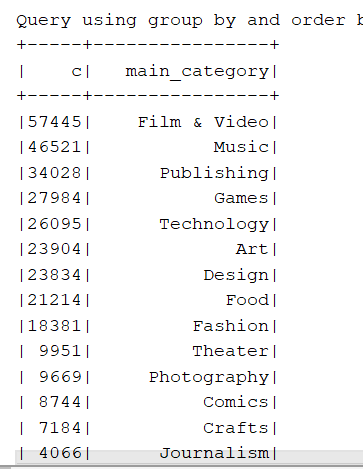 Query using group by and order b
+-----+----------------+
|    c|   main_category|
+-----+----------------+
|57445|    Film & Video|
|46521|           Music|
|34028|      Publishing|
|27984|           Games|
|26095|      Technology|
|23904|             Art|
|23834|          Design|
|21214|            Food|
|18381|         Fashion|
| 9951|         Theater|
| 9669|     Photography|
| 8744|          Comics|
| 7184|          Crafts|
| 4066|      Journalism|